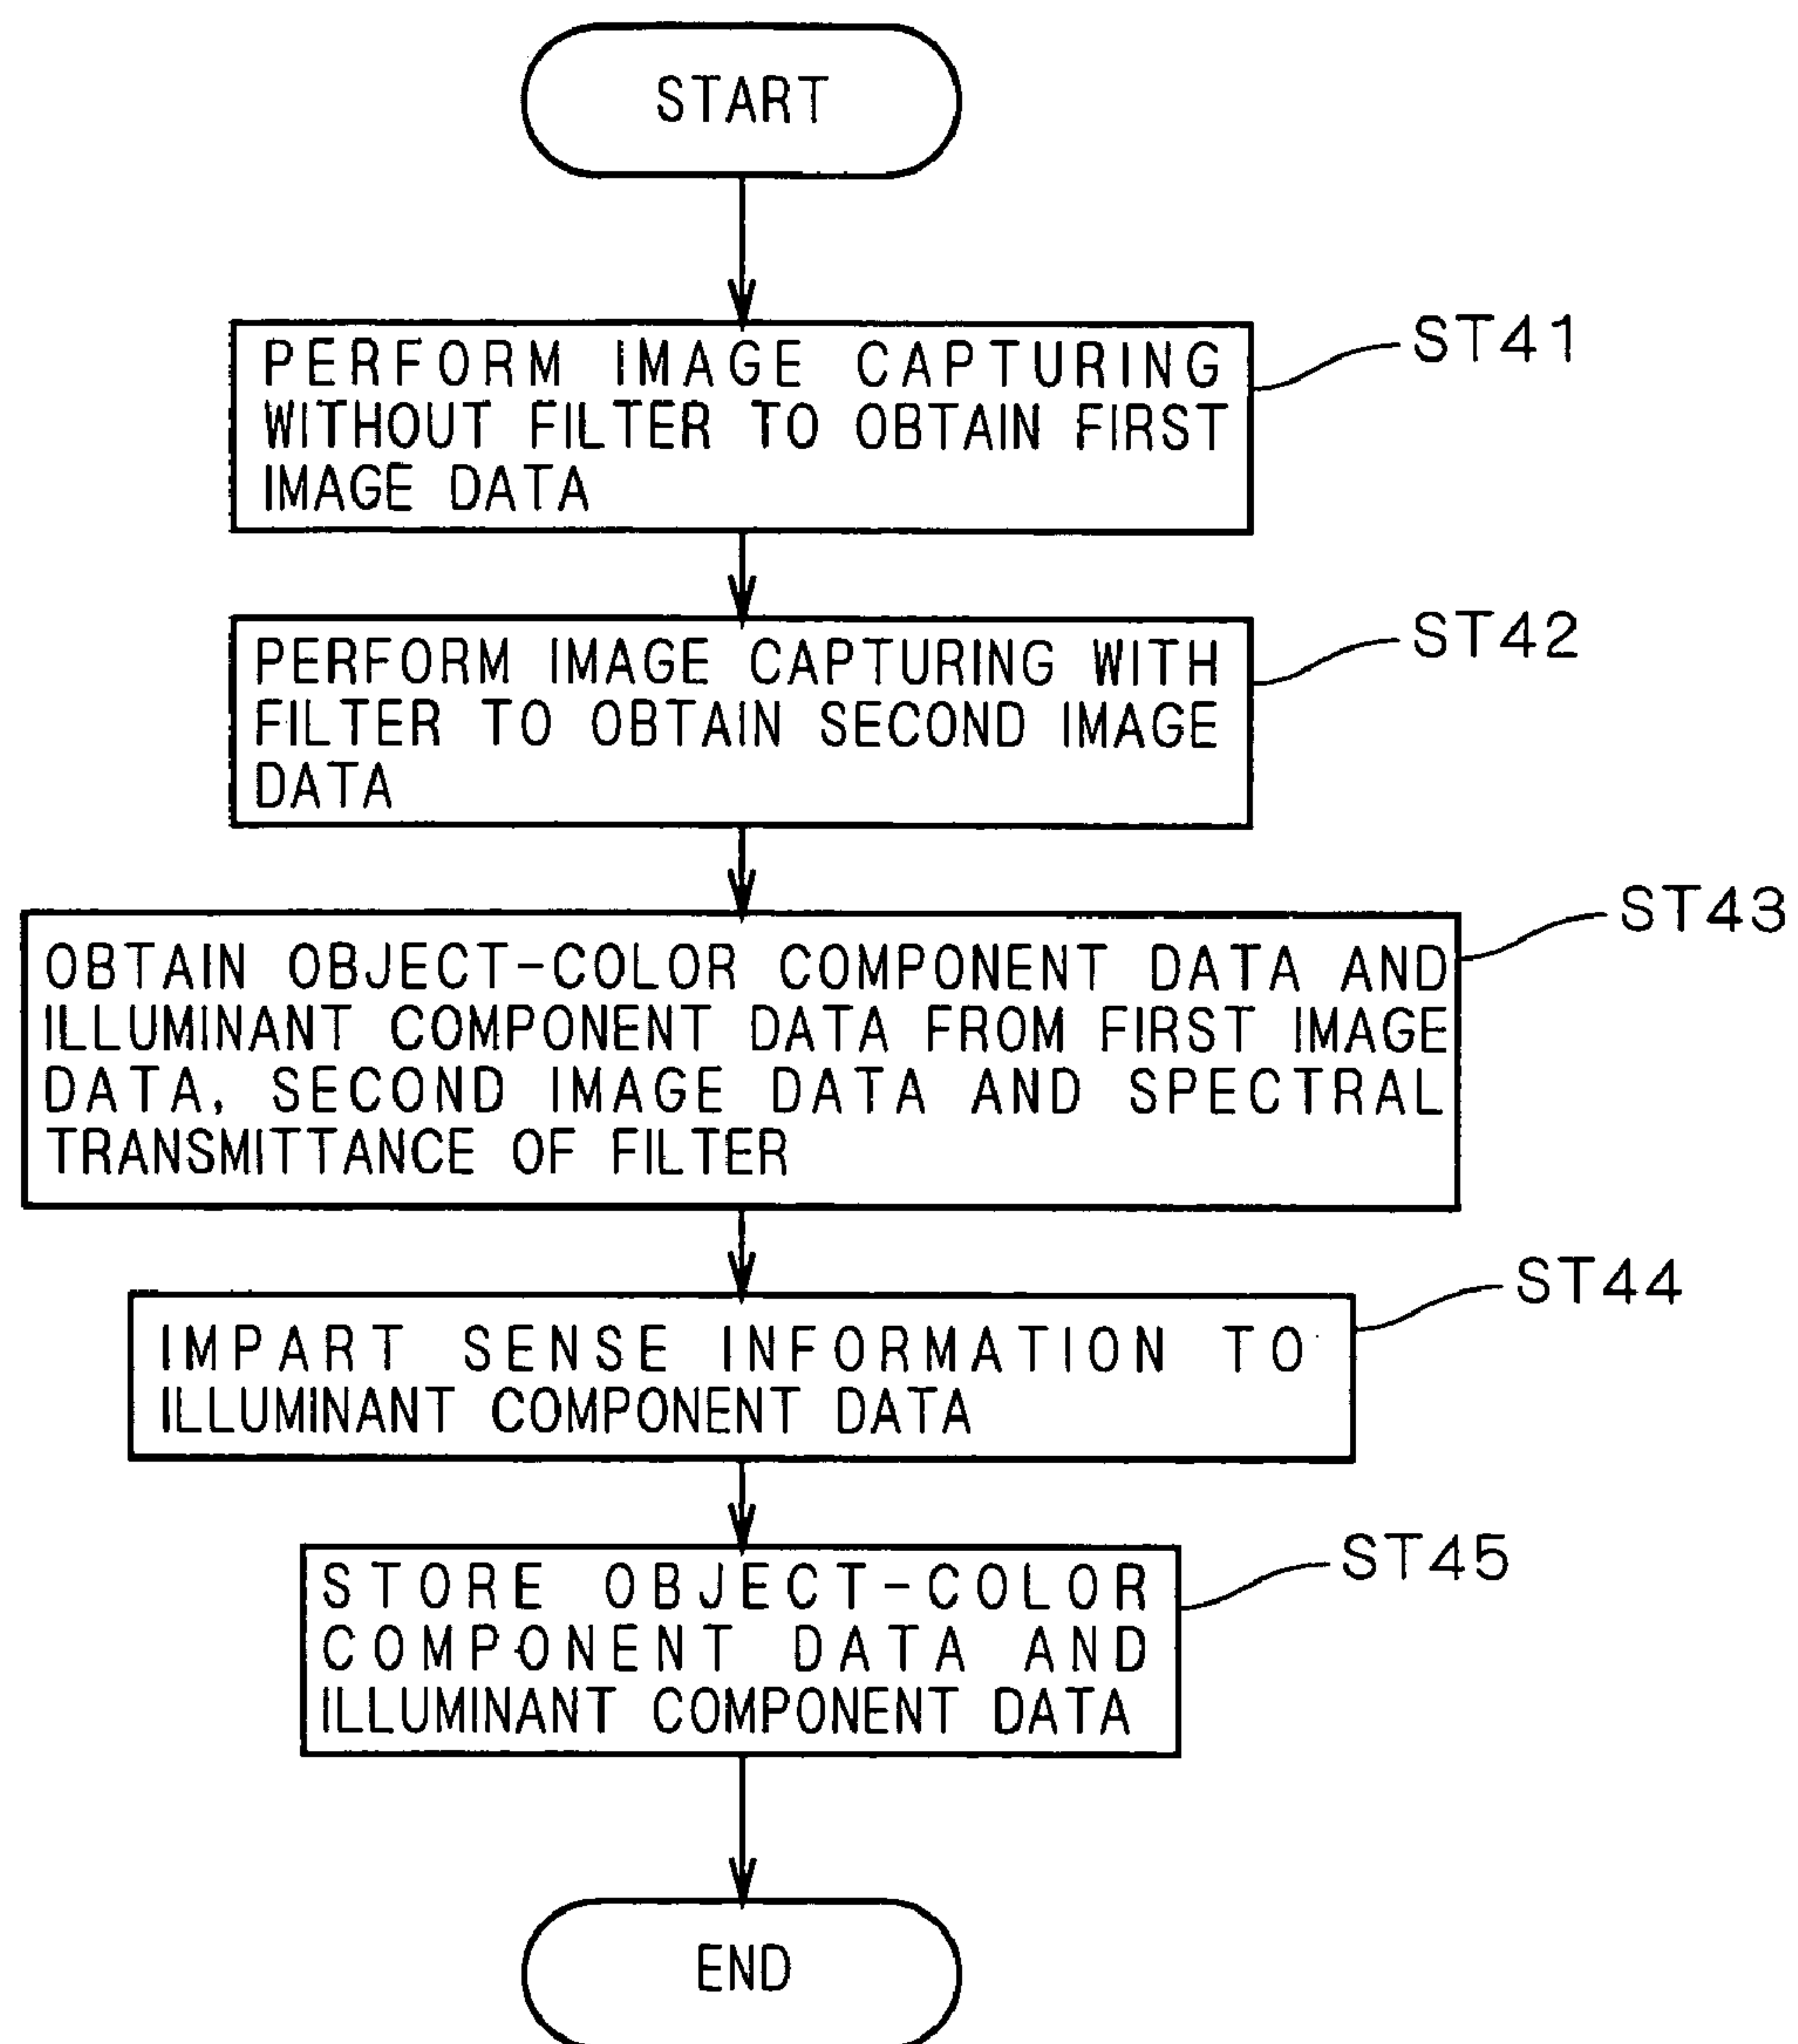 START
PERFORM IMAGE CAPTURING
WITHOUT FILTER TO OBTAIN FIRST
IMAGE DATA
ST41
PERFORM IMAGE CAPTURING WITH
FILTER TO OBTAIN SECOND IMAGE
DATA
ST42
OBTAIN OBJECT-COLOR COMPONENT DATA AND
ILLUMINANT COMPONENT DATA FROM FIRST IMAGE
DATA, SECOND IMAGE DATA AND SPECTRAL
TRANSMITTANCE OF FILTER
ST43
IMPART SENSE INFORMATION TO
ILLUMINANT COMPONENT DATA
ST44
STORE OBJECT-COLOR
COMPONENT DATA AND
ILLUMINANT COMPONENT DATA
ST45
END